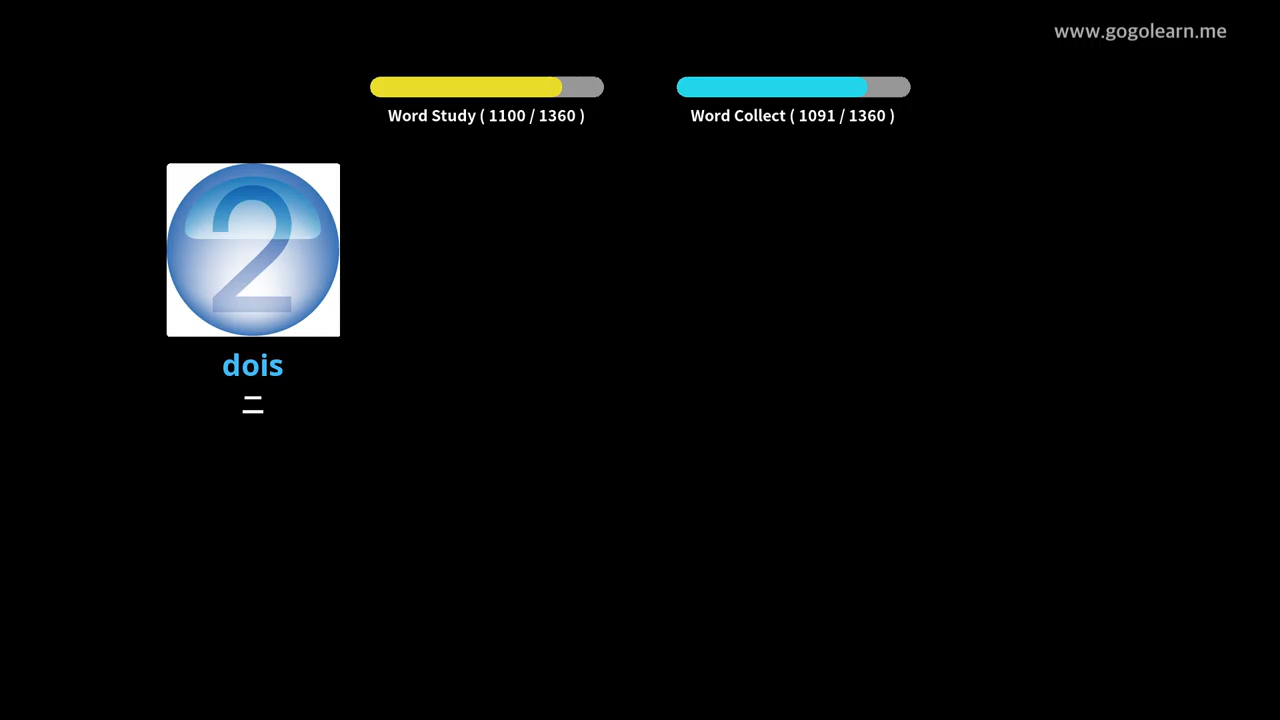 www.gogolearn.me
Word Study ( 1100 / 1360 )
Word Collect ( 1091 / 1360 )
2
dois
二